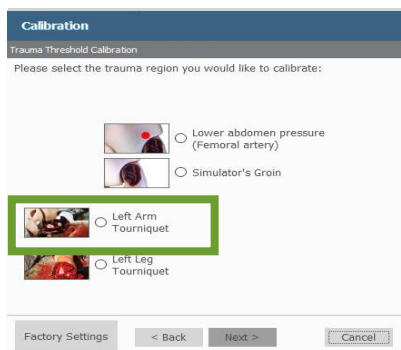 Calibration
Trauma Threshold Calibration
Please select the trauma region you would like to calibrate:
Lower abdomen pressure
(Femoral artery)
Simulator's Groin
Left Arm
Tourniquet
Left Leg
Tourniquet
Factory Settings
< Back
Next >
Cancel